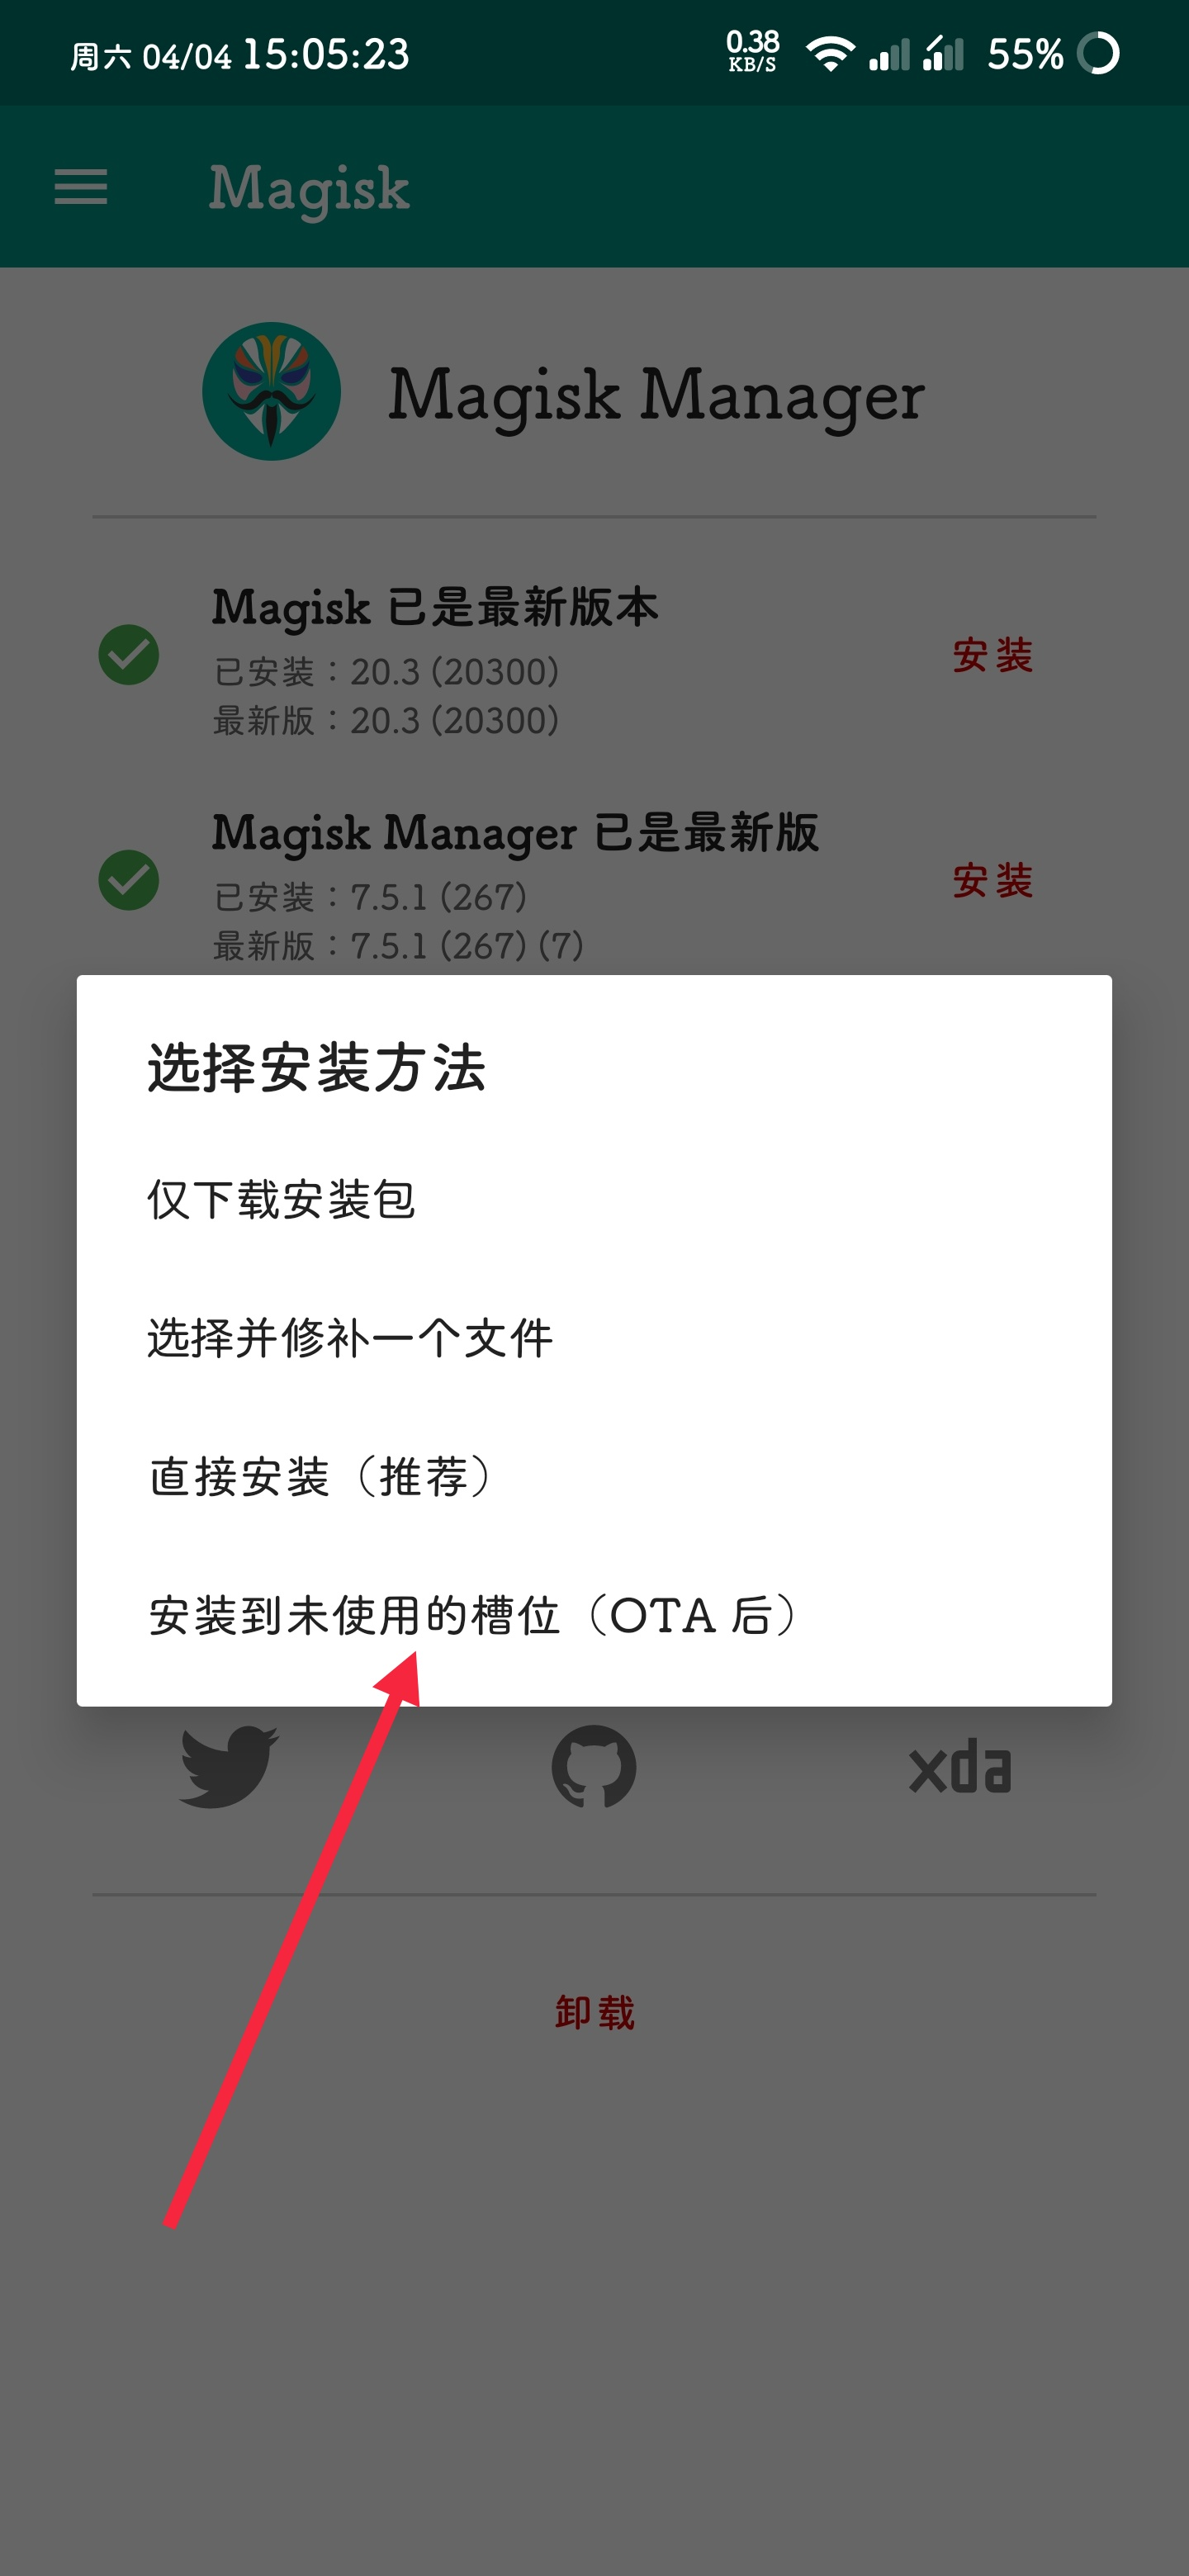 周六 04/04 15:05:23
0.38
KB/S
55%
Magisk
Magisk Manager
Magisk 已是最新版本
已安装：20.3 (20300)
最新版：20.3 (20300)
安装
Magisk Manager 已是最新版
已安装：7.5.1 (267)
最新版：7.5.1 (267) (7)
安装
选择安装方法
仅下载安装包
选择并修补一个文件
直接安装（推荐）
安装到未使用的槽位（OTA 后）
xda
卸载